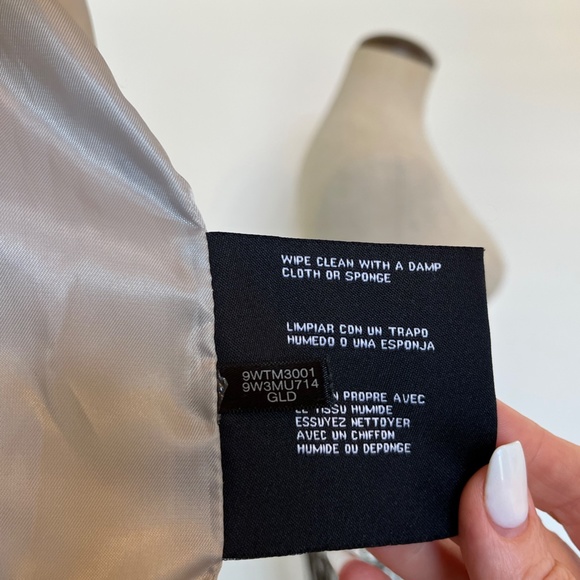 WIPE CLEAN WITH A DAMP
CLOTH OR SPONGE
LIMPIAR CON UN TRAPO
HUMEDO O UNA ESPONJA
9WTM3001
9W3MU714
GLD
PROPRE AVEC
LE TISSU HUMIDE
ESSUYEZ NETTOYER
AVEC UN CHIFFON
HUMIDE OU DEPONGE